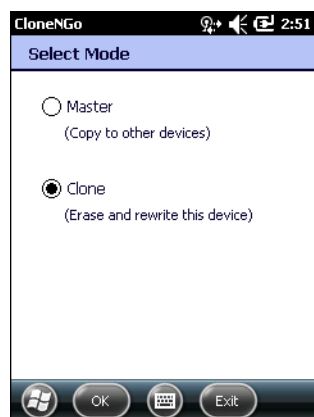 CloneNGo 2:51
Select Mode
Master
(Copy to other devices)
Clone
(Erase and rewrite this device)
OK Exit